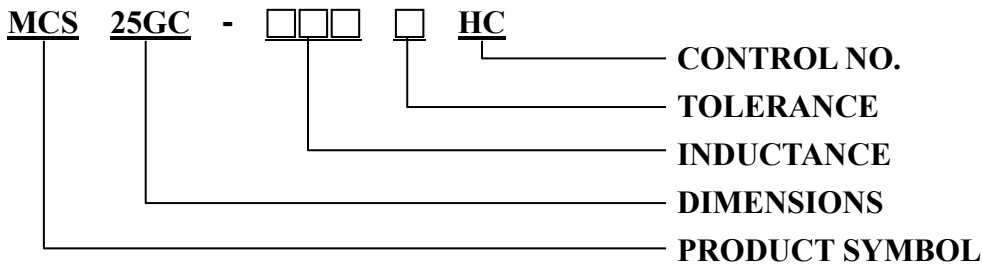 MCS 25GC - □□□ □ HC
CONTROL NO.
TOLERANCE
INDUCTANCE
DIMENSIONS
PRODUCT SYMBOL